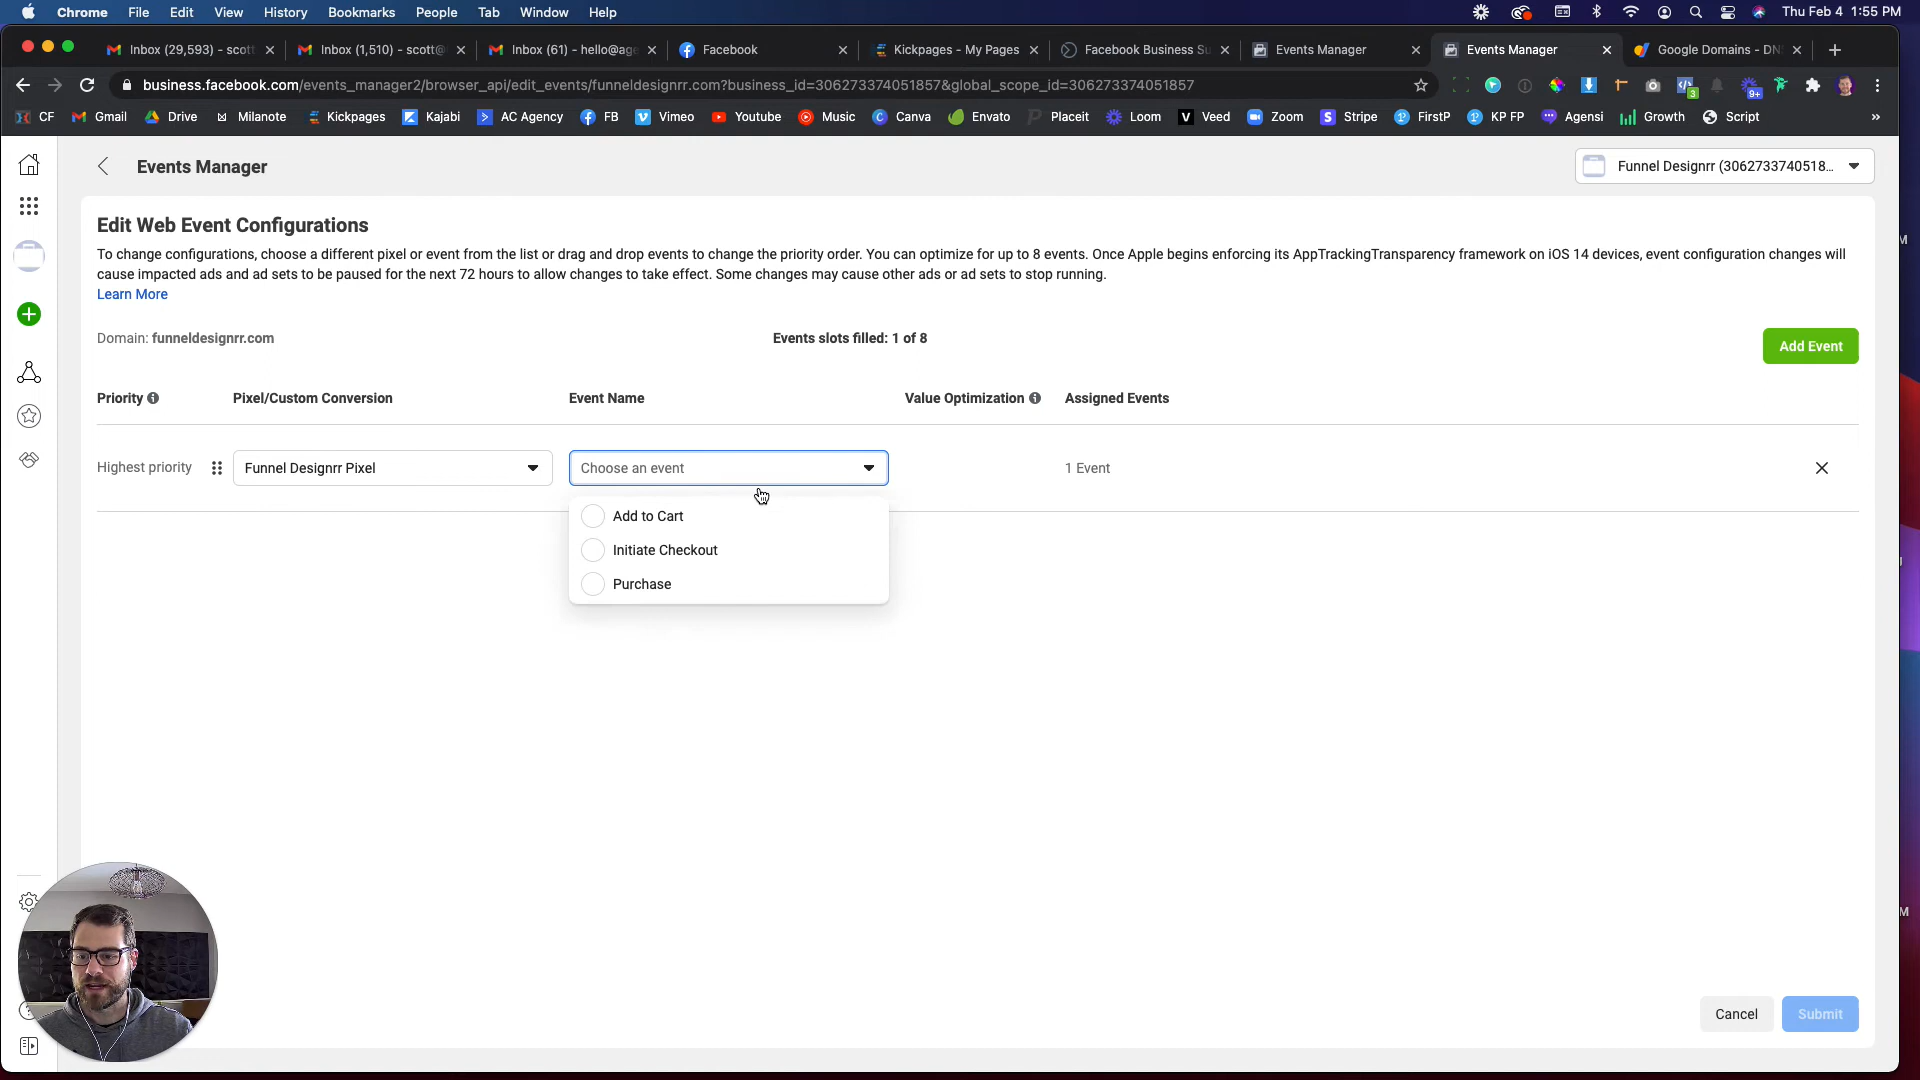 Chrome File Edit View History Bookmarks People Tab Window Help Thu Feb 4 1:55 PM
Inbox (29,593) - scott Inbox (1,510) - scott@ Inbox (61) - hello@age Facebook Kickpages - My Pages Facebook Business Su Events Manager Events Manager Google Domains - DN
business.facebook.com/events_manager2/browser_api/edit_events/funneldesignrr.com?business_id=306273374051857&global_scope_id=306273374051857
CF Gmail Drive Milanote Kickpages Kajabi AC Agency FB Vimeo Youtube Music Canva Envato Placeit Loom Veed Zoom Stripe FirstP KP FP Agensi Growth Script »
Events Manager
Funnel Designrr (3062733740518...
Edit Web Event Configurations
To change configurations, choose a different pixel or event from the list or drag and drop events to change the priority order. You can optimize for up to 8 events. Once Apple begins enforcing its AppTrackingTransparency framework on iOS 14 devices, event configuration changes will
cause impacted ads and ad sets to be paused for the next 72 hours to allow changes to take effect. Some changes may cause other ads or ad sets to stop running.
Learn More
Domain: funneldesignrr.com
Events slots filled: 1 of 8
Add Event
Priority Pixel/Custom Conversion Event Name Value Optimization Assigned Events
Highest priority Funnel Designrr Pixel Choose an event 1 Event
Add to Cart
Initiate Checkout
Purchase
Cancel Submit